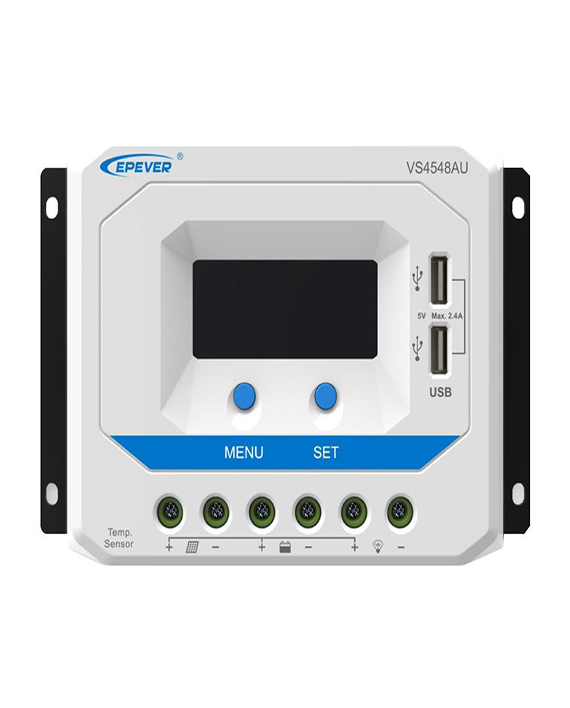 EPEVER®
VS4548AU
5V Max. 2.4A
USB
MENU SET
Temp.
Sensor
+ − + − + −